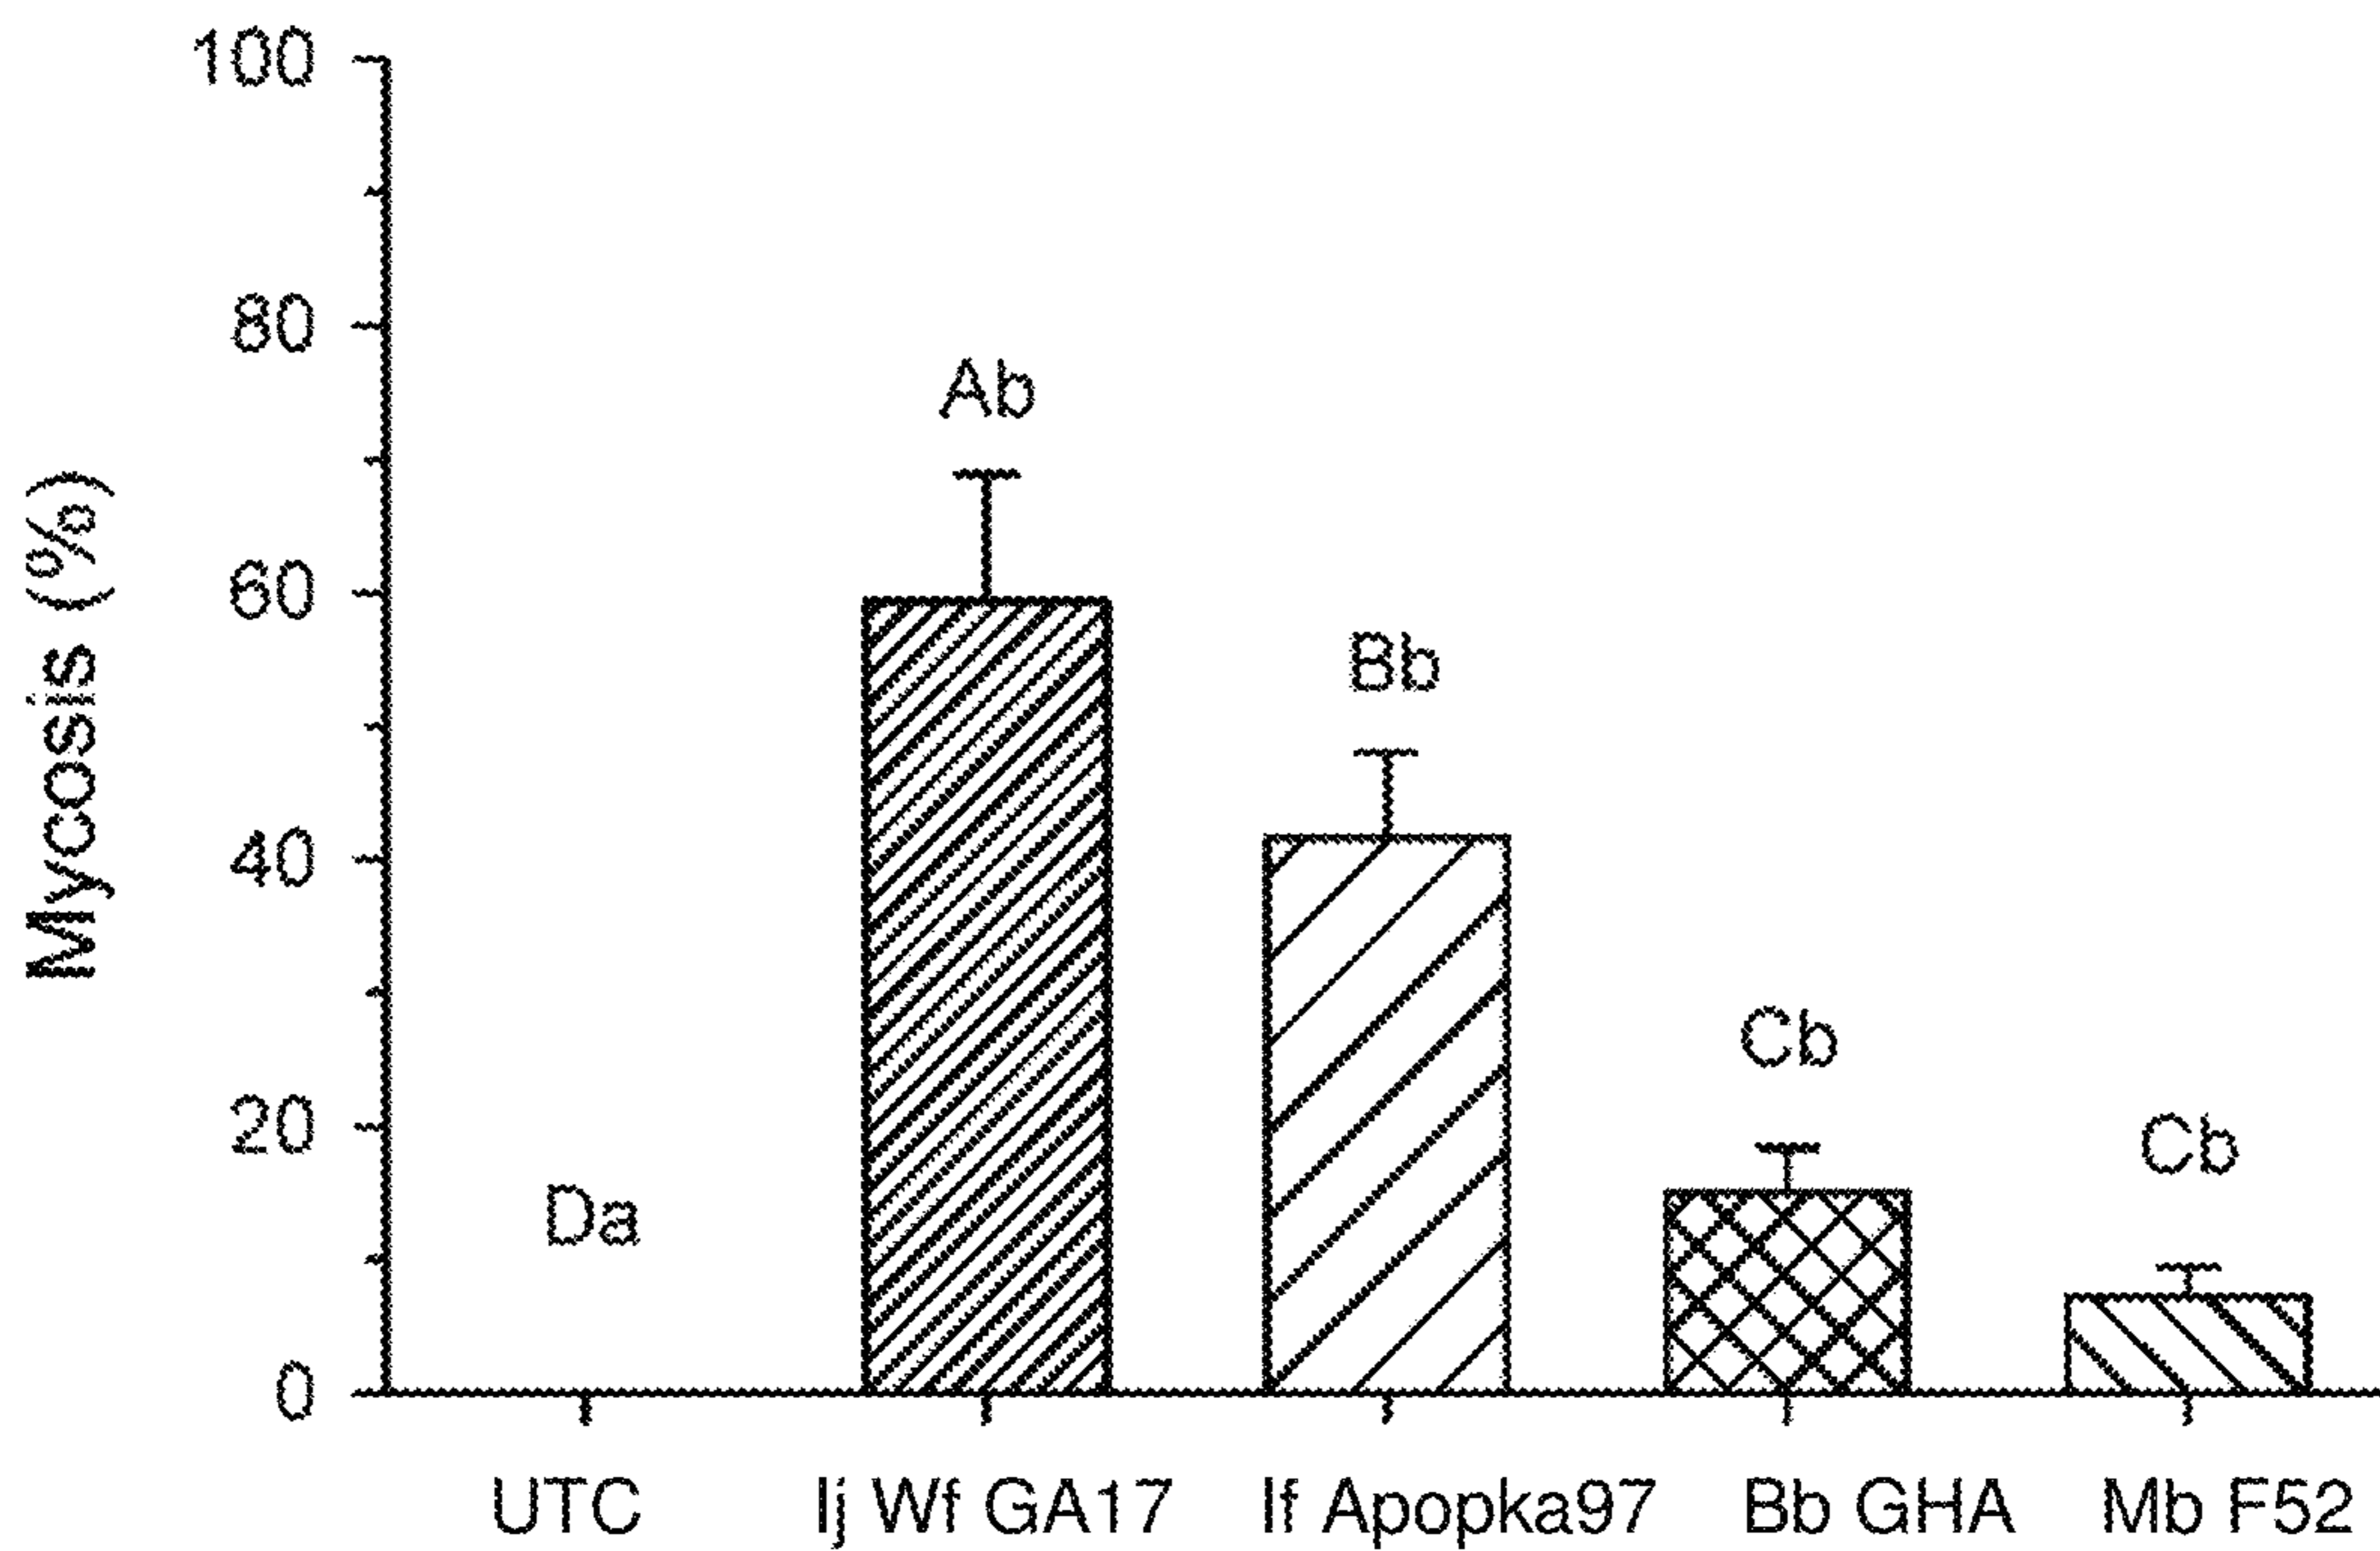 Mycosis (%)
100
80
60
40
20
0
Da
Ab
Bb
Cb
Cb
UTC
Ij Wf GA17
If Apopka97
Bb GHA
Mb F52